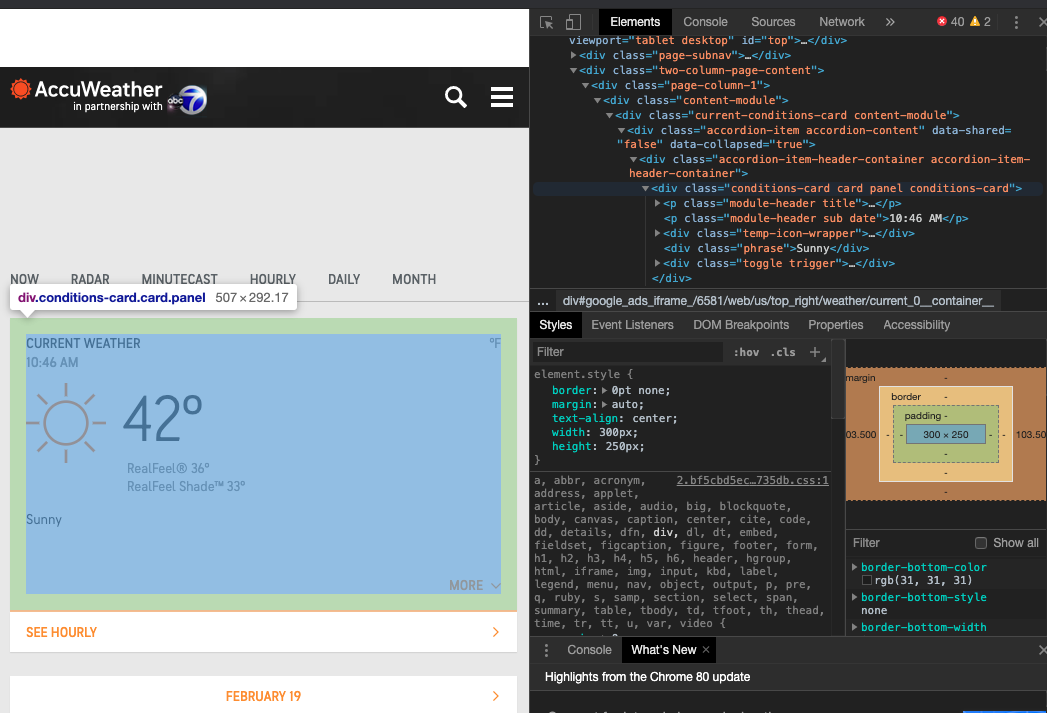 AccuWeather
in partnership with abc 7
NOW RADAR MINUTECAST HOURLY DAILY MONTH
div.conditions-card.card.panel 507 × 292.17
CURRENT WEATHER °F
10:46 AM
42°
RealFeel® 36°
RealFeel Shade™ 33°
Sunny
MORE
SEE HOURLY
FEBRUARY 19
Elements Console Sources Network » 40 2
viewport="tablet desktop" id="top">…</div>
<div class="page-subnav">…</div>
<div class="two-column-page-content">
<div class="page-column-1">
<div class="content-module">
<div class="current-conditions-card content-module">
<div class="accordion-item accordion-content" data-shared=
"false" data-collapsed="true">
<div class="accordion-item-header-container accordion-item-
header-container">
<div class="conditions-card card panel conditions-card">
<p class="module-header title">…</p>
<p class="module-header sub date">10:46 AM</p>
<div class="temp-icon-wrapper">…</div>
<div class="phrase">Sunny</div>
<div class="toggle trigger">…</div>
</div>
... div#google_ads_iframe_/6581/web/us/top_right/weather/current_0__container__
Styles Event Listeners DOM Breakpoints Properties Accessibility
Filter :hov .cls +
element.style {
border: 0pt none;
margin: auto;
text-align: center;
width: 300px;
height: 250px;
}
a, abbr, acronym, 2.bf5cbd5ec…735db.css:1
address, applet,
article, aside, audio, big, blockquote,
body, canvas, caption, center, cite, code,
dd, details, dfn, div, dl, dt, embed,
fieldset, figcaption, figure, footer, form,
h1, h2, h3, h4, h5, h6, header, hgroup,
html, iframe, img, input, kbd, label,
legend, menu, nav, object, output, p, pre,
q, ruby, s, samp, section, select, span,
summary, table, tbody, td, tfoot, th, thead,
time, tr, tt, u, var, video {
margin -
border -
padding -
03.500 - - 300 × 250 - - 103.50
-
-
-
Filter Show all
border-bottom-color
rgb(31, 31, 31)
border-bottom-style
none
border-bottom-width
Console What's New ×
Highlights from the Chrome 80 update